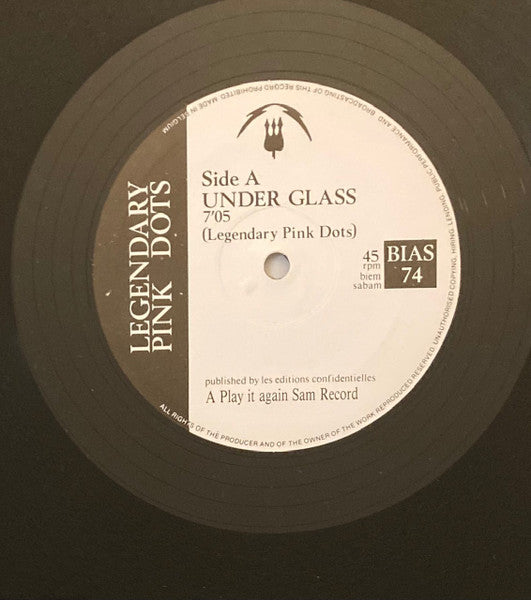 LEGENDARY
PINK DOTS
Side A
UNDER GLASS
7'05
(Legendary Pink Dots)
45
rpm
biem
sabam
BIAS
74
published by les editions confidentielles
A Play it again Sam Record
ALL RIGHTS OF THE PRODUCER AND OF THE OWNER OF THE WORK REPRODUCED RESERVED. UNAUTHORISED COPYING, HIRING, LENDING, PUBLIC PERFORMANCE AND BROADCASTING OF THIS RECORD PROHIBITED. MADE IN BELGIUM